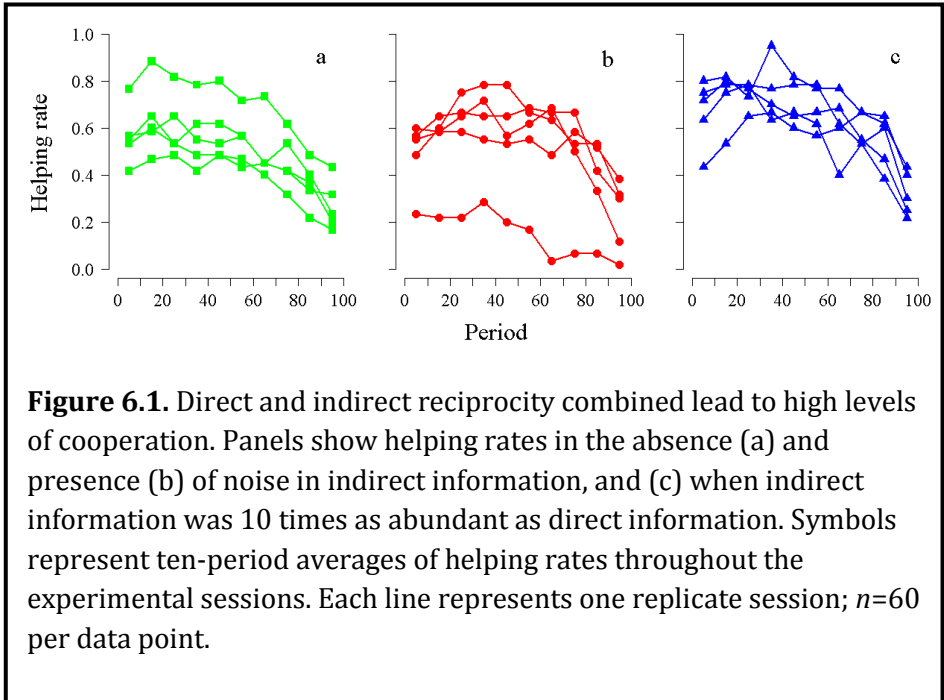 1.0
0.8
0.6
0.4
0.2
0.0
Helping rate
a
b
c
0 20 40 60 80 100
0 20 40 60 80 100
0 20 40 60 80 100
Period
Figure 6.1. Direct and indirect reciprocity combined lead to high levels
of cooperation. Panels show helping rates in the absence (a) and
presence (b) of noise in indirect information, and (c) when indirect
information was 10 times as abundant as direct information. Symbols
represent ten-period averages of helping rates throughout the
experimental sessions. Each line represents one replicate session; n=60
per data point.